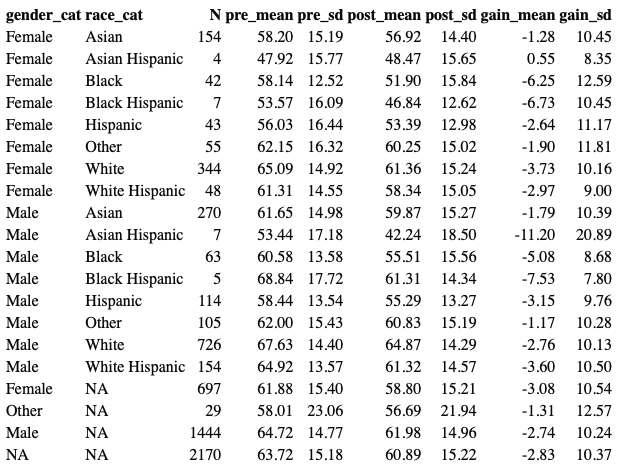 gender_cat race_cat N pre_mean pre_sd post_mean post_sd gain_mean gain_sd
Female Asian 154 58.20 15.19 56.92 14.40 -1.28 10.45
Female Asian Hispanic 4 47.92 15.77 48.47 15.65 0.55 8.35
Female Black 42 58.14 12.52 51.90 15.84 -6.25 12.59
Female Black Hispanic 7 53.57 16.09 46.84 12.62 -6.73 10.45
Female Hispanic 43 56.03 16.44 53.39 12.98 -2.64 11.17
Female Other 55 62.15 16.32 60.25 15.02 -1.90 11.81
Female White 344 65.09 14.92 61.36 15.24 -3.73 10.16
Female White Hispanic 48 61.31 14.55 58.34 15.05 -2.97 9.00
Male Asian 270 61.65 14.98 59.87 15.27 -1.79 10.39
Male Asian Hispanic 7 53.44 17.18 42.24 18.50 -11.20 20.89
Male Black 63 60.58 13.58 55.51 15.56 -5.08 8.68
Male Black Hispanic 5 68.84 17.72 61.31 14.34 -7.53 7.80
Male Hispanic 114 58.44 13.54 55.29 13.27 -3.15 9.76
Male Other 105 62.00 15.43 60.83 15.19 -1.17 10.28
Male White 726 67.63 14.40 64.87 14.29 -2.76 10.13
Male White Hispanic 154 64.92 13.57 61.32 14.57 -3.60 10.50
Female NA 697 61.88 15.40 58.80 15.21 -3.08 10.54
Other NA 29 58.01 23.06 56.69 21.94 -1.31 12.57
Male NA 1444 64.72 14.77 61.98 14.96 -2.74 10.24
NA NA 2170 63.72 15.18 60.89 15.22 -2.83 10.37